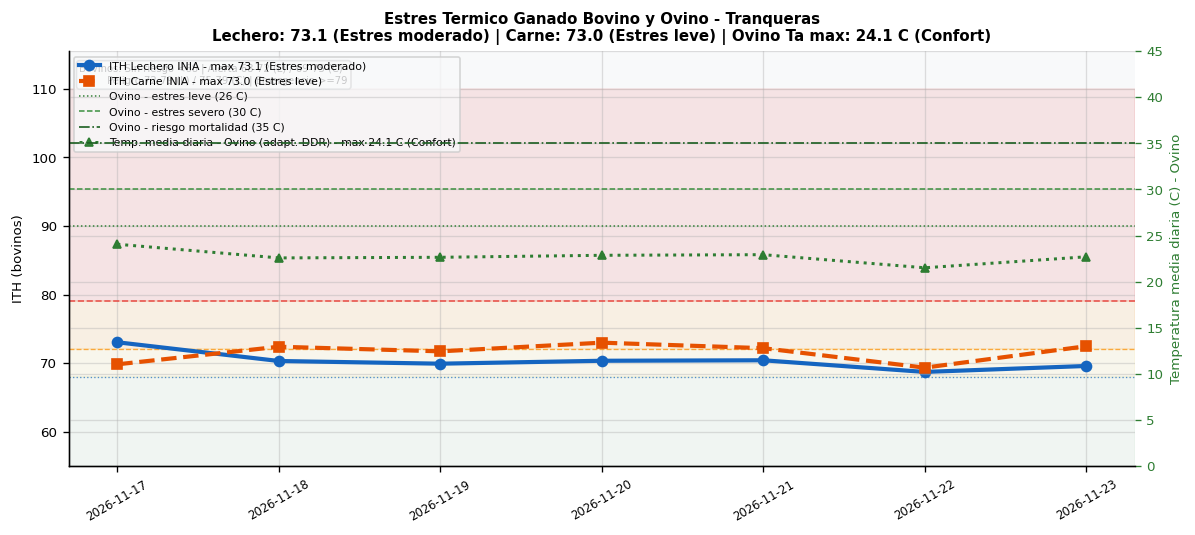 Estres Termico Ganado Bovino y Ovino - Tranqueras
Lechero: 73.1 (Estres moderado) | Carne: 73.0 (Estres leve) | Ovino Ta max: 24.1 C (Confort)
ITH Lechero INIA - max 73.1 (Estres moderado)
ITH Carne INIA - max 73.0 (Estres leve)
Ovino - estres leve (26 C)
Ovino - estres severo (30 C)
Ovino - riesgo mortalidad (35 C)
Temp. media diaria - Ovino (adapt. DDR) - max 24.1 C (Confort)
>=79
ITH (bovinos)
110
100
90
80
70
60
Temperatura media diaria (C) - Ovino
45
40
35
30
25
20
15
10
5
0
2026-11-17
2026-11-18
2026-11-19
2026-11-20
2026-11-21
2026-11-22
2026-11-23